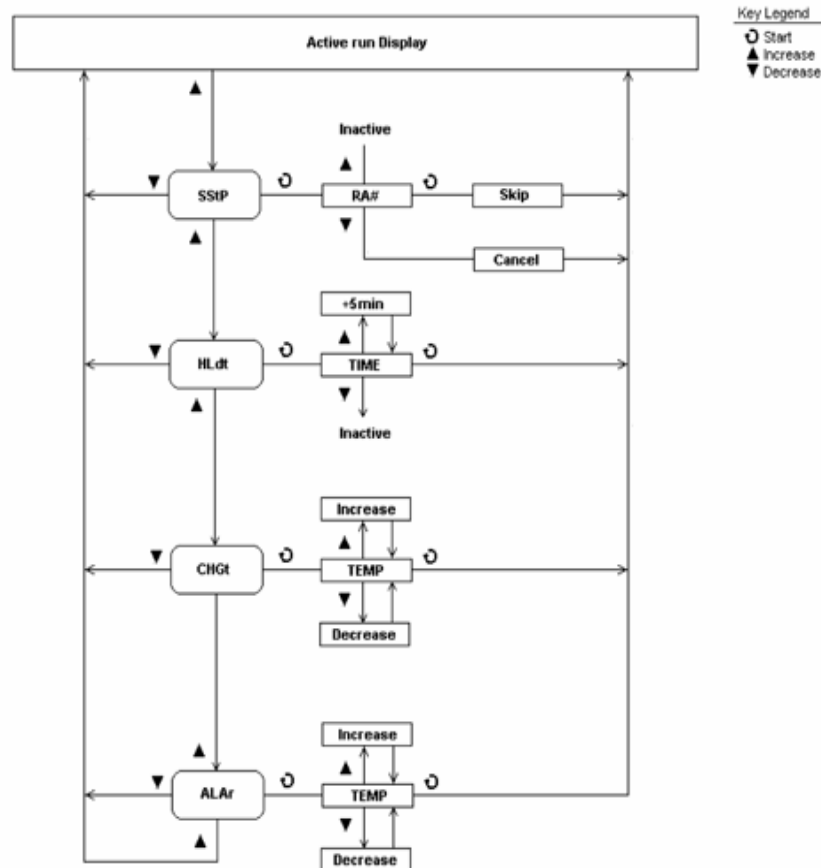 Key Legend
Start
Increase
Decrease
Active run Display
Inactive
SStP
RA#
Skip
Cancel
+5min
HLdt
TIME
Inactive
Increase
CHGt
TEMP
Decrease
Increase
ALAr
TEMP
Decrease